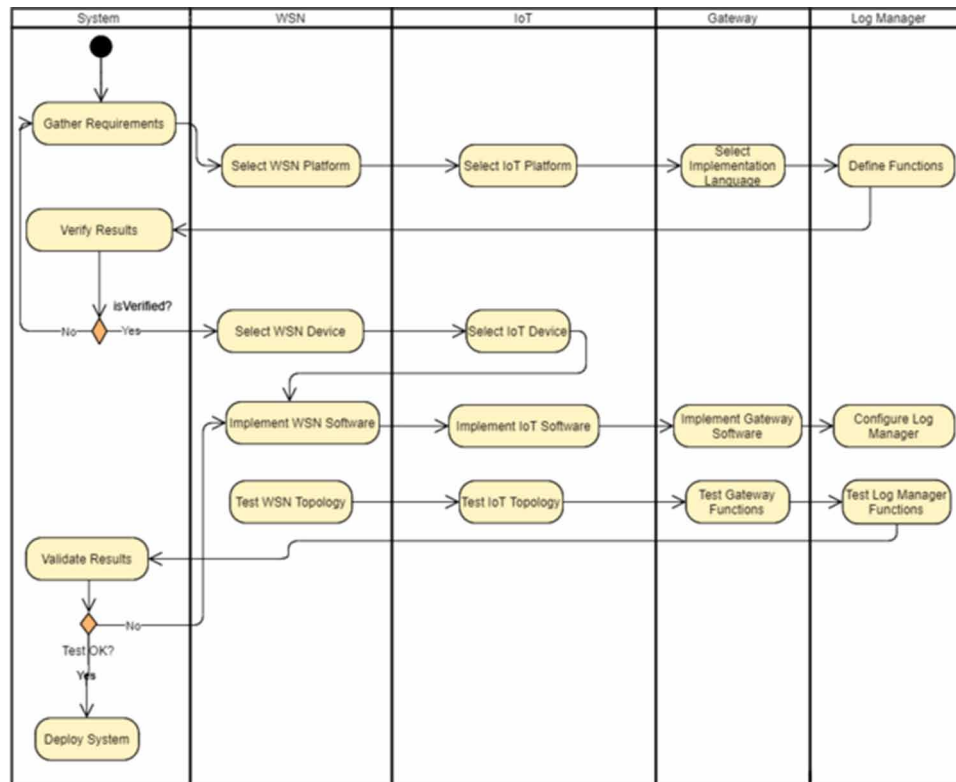 System
WSN
IoT
Gateway
Log Manager
Gather Requirements
Select WSN Platform
Select IoT Platform
Select
Implementation
Language
Define Functions
Verify Results
isVerified?
No
Yes
Select WSN Device
Select IoT Device
Implement WSN Software
Implement IoT Software
Implement Gateway
Software
Configure Log
Manager
Test WSN Topology
Test IoT Topology
Test Gateway
Functions
Test Log Manager
Functions
Validate Results
No
Test OK?
Yes
Deploy System